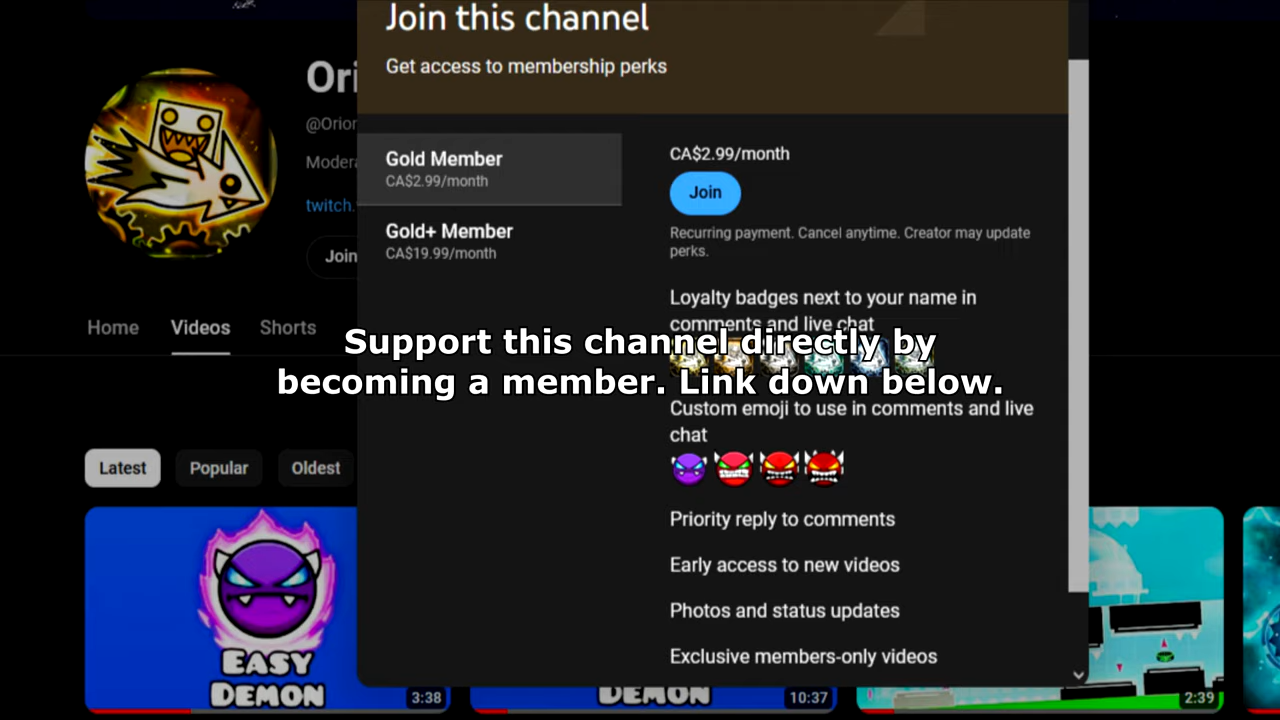 Join this channel
Get access to membership perks
Ori
@Orion
Modera
twitch.
Join
Gold Member
CA$2.99/month
Gold+ Member
CA$19.99/month
CA$2.99/month
Join
Recurring payment. Cancel anytime. Creator may update
perks.
Loyalty badges next to your name in
comments and live chat
Home
Videos
Shorts
Support this channel directly by
becoming a member. Link down below.
Custom emoji to use in comments and live
chat
Latest
Popular
Oldest
Priority reply to comments
Early access to new videos
Photos and status updates
Exclusive members-only videos
EASY
DEMON
3:38
DEMON
10:37
2:39